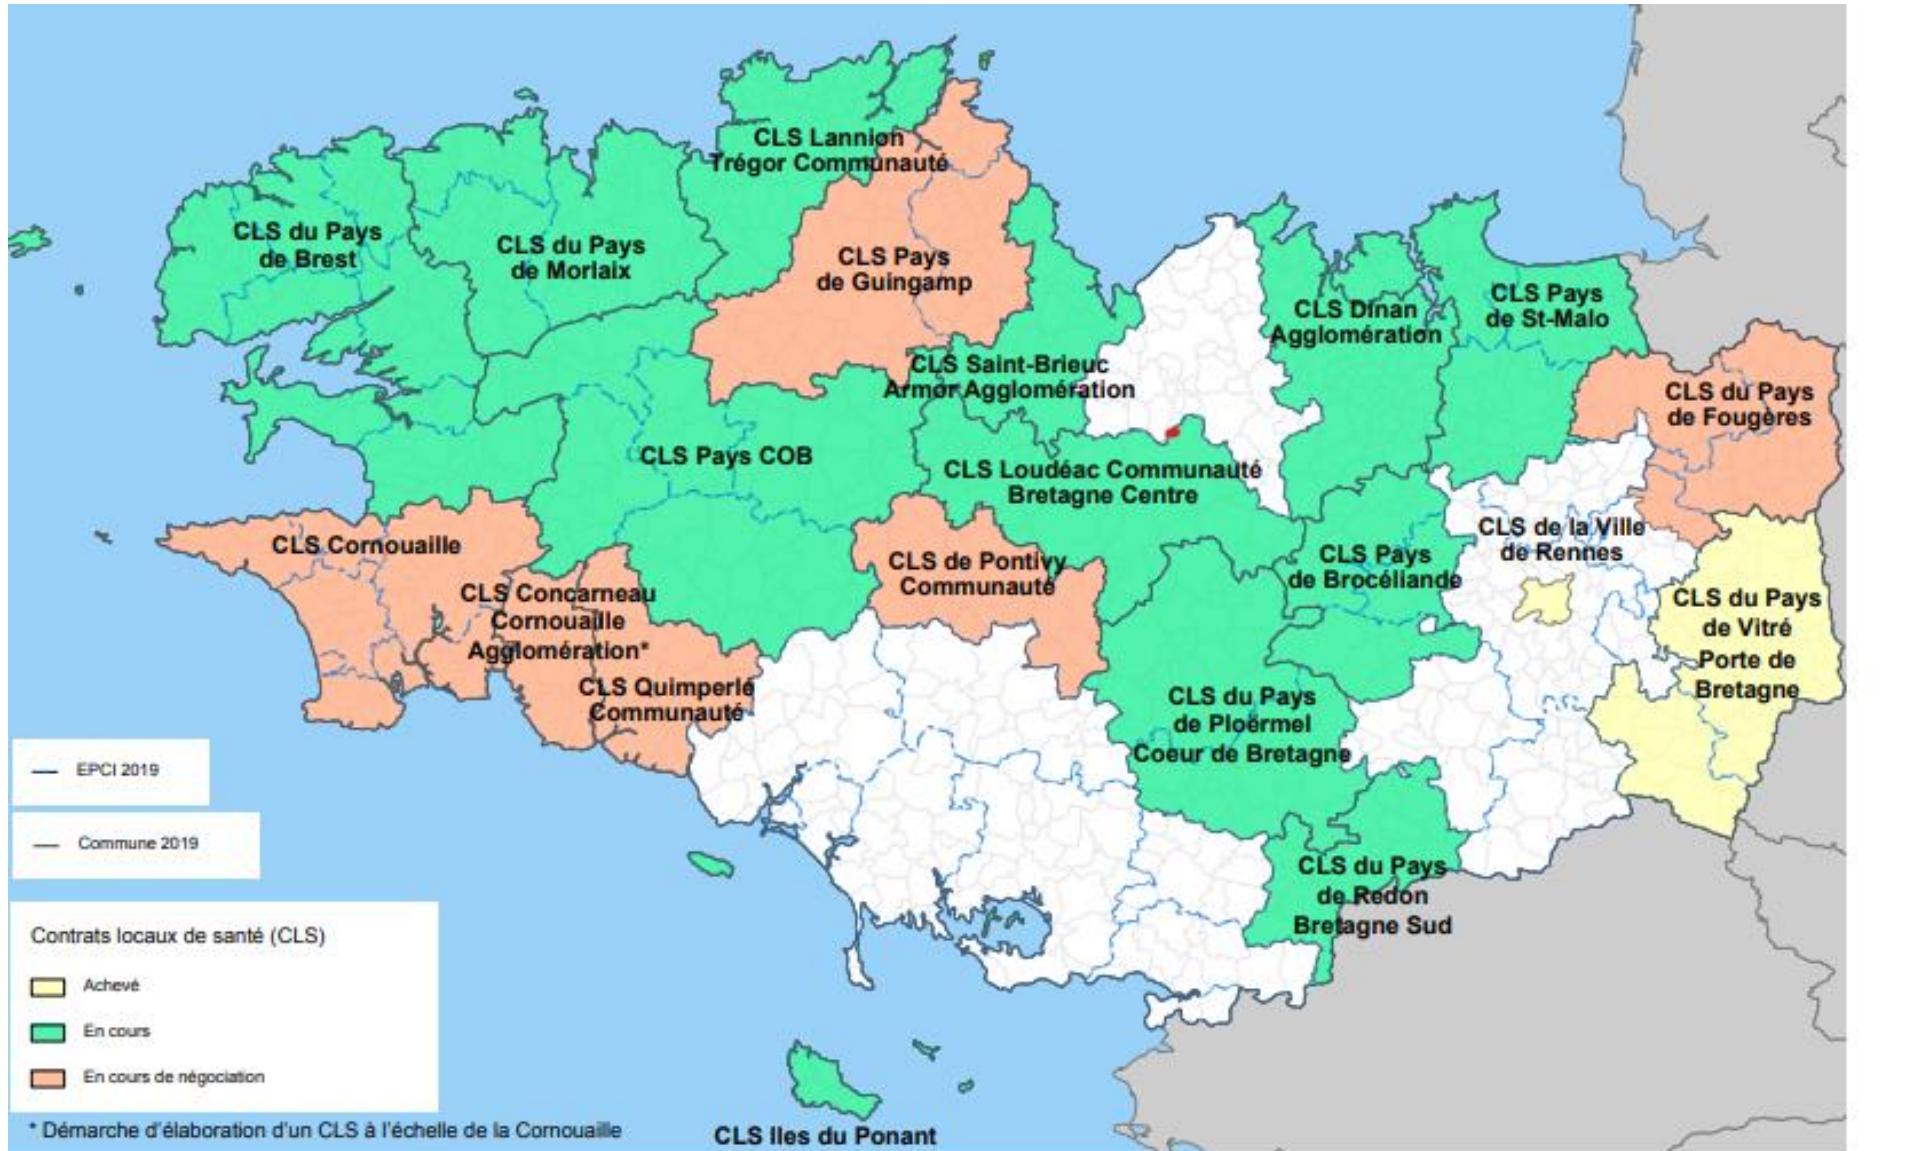 CLS Lannion
Trégor Communauté
CLS du Pays
de Brest
CLS du Pays
de Morlaix
CLS Pays
de Guingamp
CLS Saint-Brieuc
Armor Agglomération
CLS Dinan
Agglomération
CLS Pays
de St-Malo
CLS du Pays
de Fougères
CLS Pays COB
CLS Loudéac Communauté
Bretagne Centre
CLS Cornouaille
CLS Concarneau
Cornouaille
Agglomération*
CLS Quimperlé
Communauté
CLS de Pontivy
Communauté
CLS Pays
de Brocéliande
CLS de la Ville
de Rennes
CLS du Pays
de Vitré
Porte de
Bretagne
CLS du Pays
de Ploërmel
Coeur de Bretagne
CLS du Pays
de Redon
Bretagne Sud
CLS Iles du Ponant
EPCI 2019
Commune 2019
Contrats locaux de santé (CLS)
Achevé
En cours
En cours de négociation
* Démarche d'élaboration d'un CLS à l'échelle de la Cornouaille